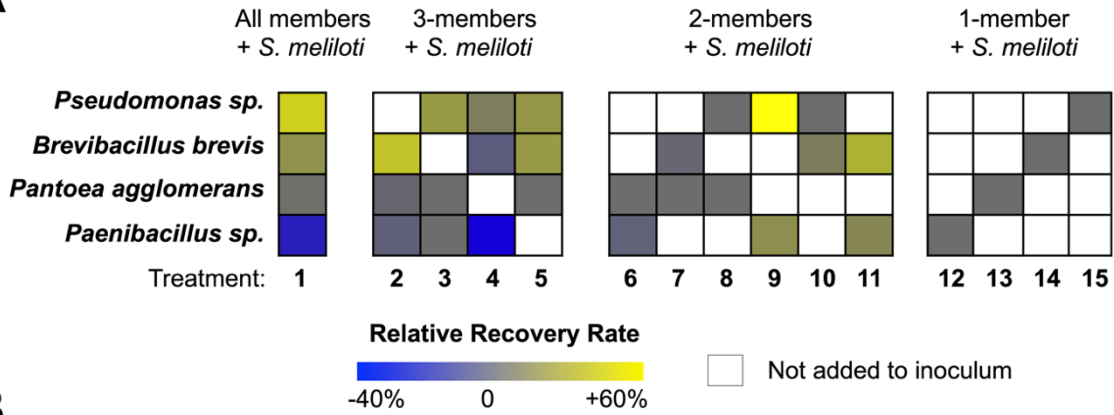 All members 3-members 2-members 1-member
+ S. meliloti + S. meliloti + S. meliloti + S. meliloti
Pseudomonas sp.
Brevibacillus brevis
Pantoea agglomerans
Paenibacillus sp.
Treatment: 1 2 3 4 5 6 7 8 9 10 11 12 13 14 15
Relative Recovery Rate
Not added to inoculum
-40% 0 +60%